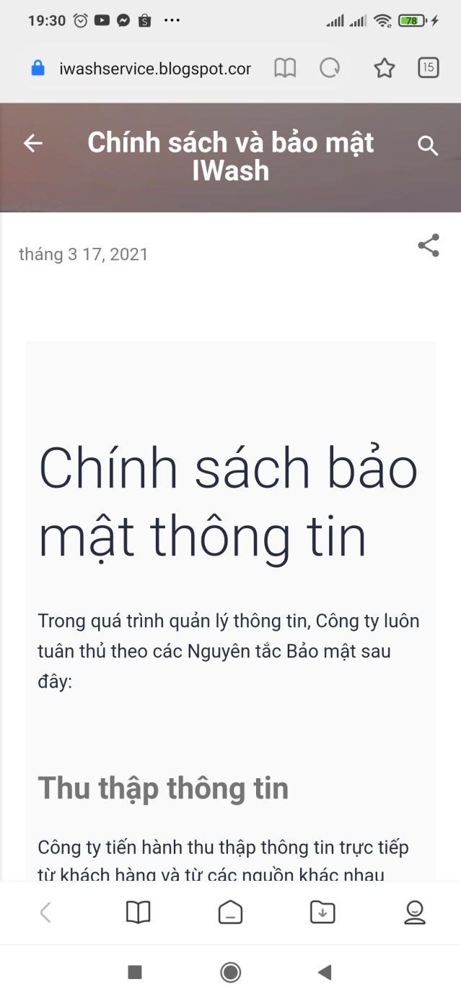 19:30
78
iwashservice.blogspot.cor
15
Chính sách và bảo mật
IWash
tháng 3 17, 2021
Chính sách bảo
mật thông tin
Trong quá trình quản lý thông tin, Công ty luôn
tuân thủ theo các Nguyên tắc Bảo mật sau
đây:
Thu thập thông tin
Công ty tiến hành thu thập thông tin trực tiếp
từ khách hàng và từ các nguồn khác nhau